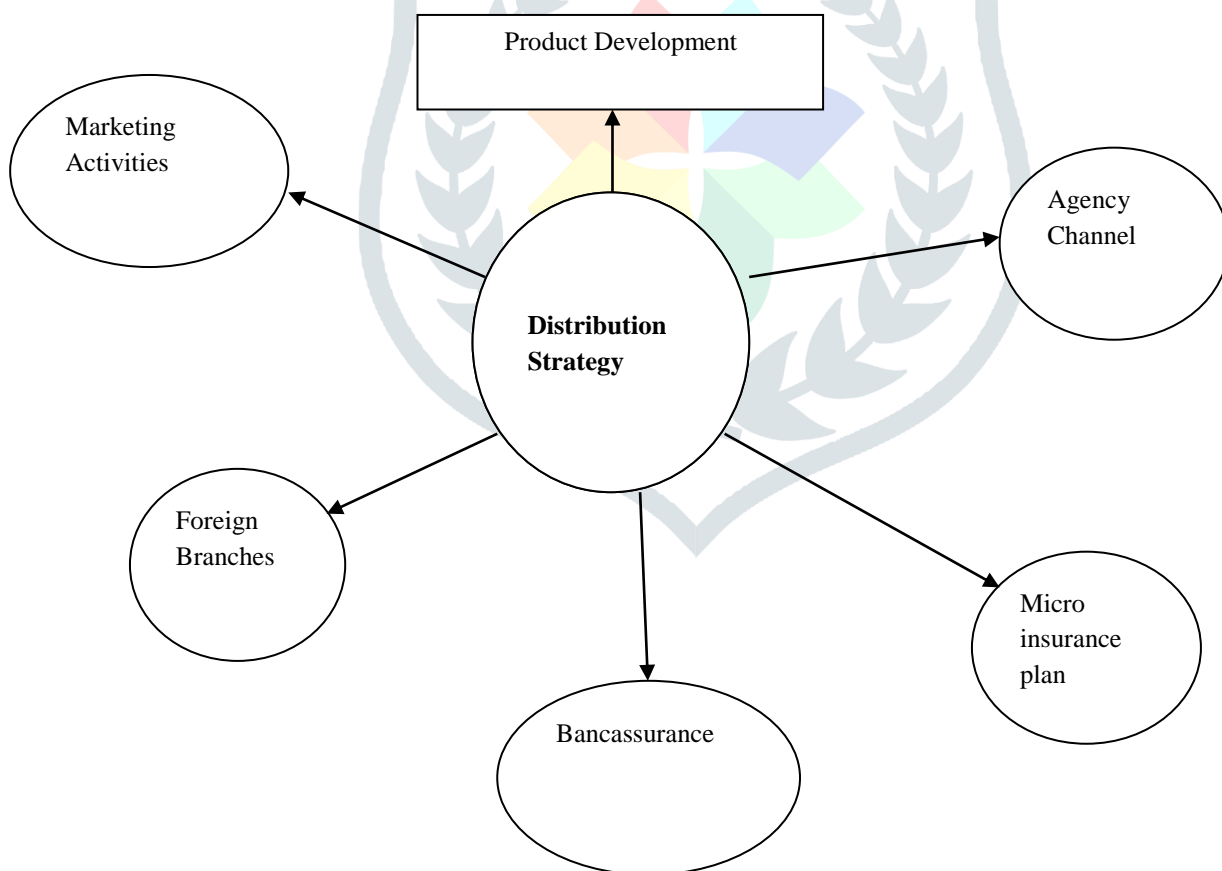 Product Development
Marketing
Activities
Agency
Channel
Distribution
Strategy
Foreign
Branches
Micro
insurance
plan
Bancassurance